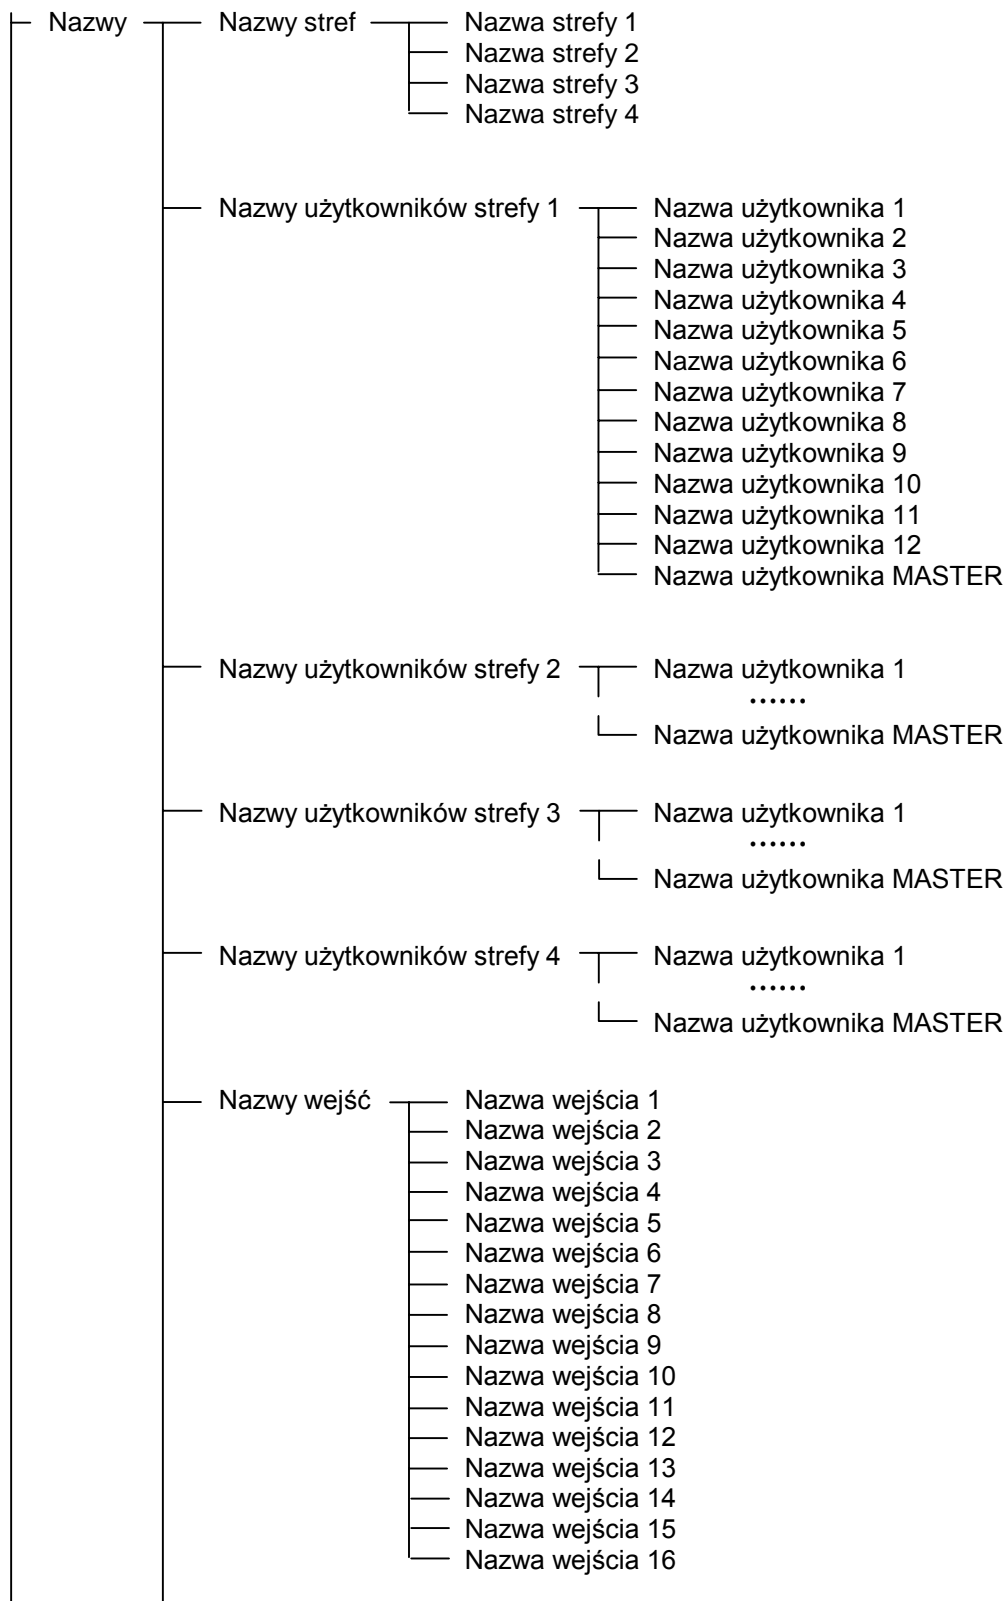 Nazwy
Nazwy stref
Nazwa strefy 1
Nazwa strefy 2
Nazwa strefy 3
Nazwa strefy 4
Nazwy użytkowników strefy 1
Nazwa użytkownika 1
Nazwa użytkownika 2
Nazwa użytkownika 3
Nazwa użytkownika 4
Nazwa użytkownika 5
Nazwa użytkownika 6
Nazwa użytkownika 7
Nazwa użytkownika 8
Nazwa użytkownika 9
Nazwa użytkownika 10
Nazwa użytkownika 11
Nazwa użytkownika 12
Nazwa użytkownika MASTER
Nazwy użytkowników strefy 2
Nazwa użytkownika 1
......
Nazwa użytkownika MASTER
Nazwy użytkowników strefy 3
Nazwa użytkownika 1
......
Nazwa użytkownika MASTER
Nazwy użytkowników strefy 4
Nazwa użytkownika 1
......
Nazwa użytkownika MASTER
Nazwy wejść
Nazwa wejścia 1
Nazwa wejścia 2
Nazwa wejścia 3
Nazwa wejścia 4
Nazwa wejścia 5
Nazwa wejścia 6
Nazwa wejścia 7
Nazwa wejścia 8
Nazwa wejścia 9
Nazwa wejścia 10
Nazwa wejścia 11
Nazwa wejścia 12
Nazwa wejścia 13
Nazwa wejścia 14
Nazwa wejścia 15
Nazwa wejścia 16